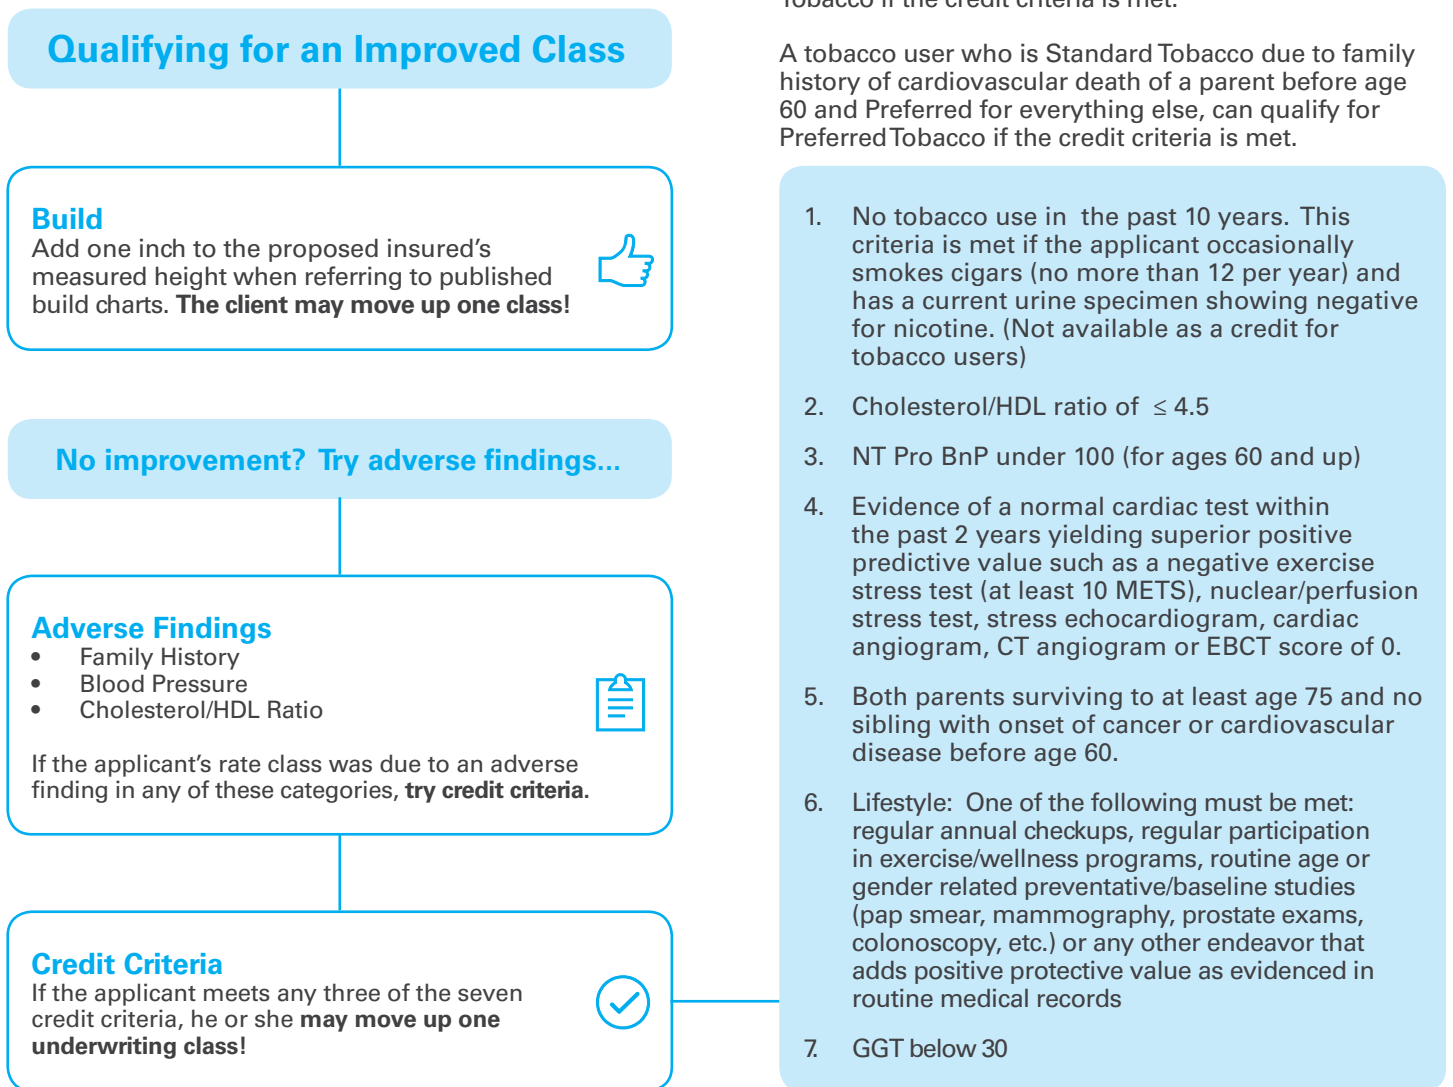 Qualifying for an Improved Class
Build
Add one inch to the proposed insured's
measured height when referring to published
build charts. The client may move up one class!
No improvement? Try adverse findings...
Adverse Findings
• Family History
• Blood Pressure
• Cholesterol/HDL Ratio
If the applicant's rate class was due to an adverse
finding in any of these categories, try credit criteria.
Credit Criteria
If the applicant meets any three of the seven
credit criteria, he or she may move up one
underwriting class!
Tobacco if the credit criteria is met.
A tobacco user who is Standard Tobacco due to family
history of cardiovascular death of a parent before age
60 and Preferred for everything else, can qualify for
Preferred Tobacco if the credit criteria is met.
1. No tobacco use in the past 10 years. This
criteria is met if the applicant occasionally
smokes cigars (no more than 12 per year) and
has a current urine specimen showing negative
for nicotine. (Not available as a credit for
tobacco users)
2. Cholesterol/HDL ratio of ≤ 4.5
3. NT Pro BnP under 100 (for ages 60 and up)
4. Evidence of a normal cardiac test within
the past 2 years yielding superior positive
predictive value such as a negative exercise
stress test (at least 10 METS), nuclear/perfusion
stress test, stress echocardiogram, cardiac
angiogram, CT angiogram or EBCT score of 0.
5. Both parents surviving to at least age 75 and no
sibling with onset of cancer or cardiovascular
disease before age 60.
6. Lifestyle: One of the following must be met:
regular annual checkups, regular participation
in exercise/wellness programs, routine age or
gender related preventative/baseline studies
(pap smear, mammography, prostate exams,
colonoscopy, etc.) or any other endeavor that
adds positive protective value as evidenced in
routine medical records
7. GGT below 30